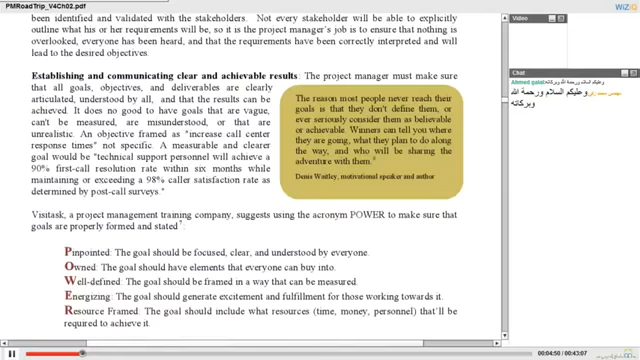 PMRoadTrip_V4Ch02.pdf
WiZiQ
been identified and validated with the stakeholders. Not every stakeholder will be able to explicitly
outline what his or her requirements will be, so it is the project manager's job is to ensure that nothing is
overlooked, everyone has been heard, and that the requirements have been correctly interpreted and will
lead to the desired objectives.
Establishing and communicating clear and achievable results: The project manager must make sure
that all goals, objectives, and deliverables are clearly
articulated, understood by all, and that the results can be
achieved. It does no good to have goals that are vague,
can't be measured, are misunderstood, or that are
unrealistic. An objective framed as "increase call center
response times" not specific. A measurable and clearer
goal would be "technical support personnel will achieve a
90% first-call resolution rate within six months while
maintaining or exceeding a 98% caller satisfaction rate as
determined by post-call surveys."
The reason most people never reach their
goals is that they don't define them, or
ever seriously consider them as believable
or achievable. Winners can tell you where
they are going, what they plan to do along
the way, and who will be sharing the
adventure with them.
Denis Waitley, motivational speaker and author
Visitask, a project management training company, suggests using the acronym POWER to make sure that
goals are properly formed and stated 7:
Pinpointed: The goal should be focused, clear, and understood by everyone.
Owned: The goal should have elements that everyone can buy into.
Well-defined: The goal should be framed in a way that can be measured.
Energizing: The goal should generate excitement and fulfillment for those working towards it.
Resource Framed: The goal should include what resources (time, money, personnel) that'll be
required to achieve it.
Video
Chat
Ahmed galal: وعليكم السلام ورحمة الله وبركاته
وعليكم السلام ورحمة الله
وبركاته
00:04:50 / 00:43:07